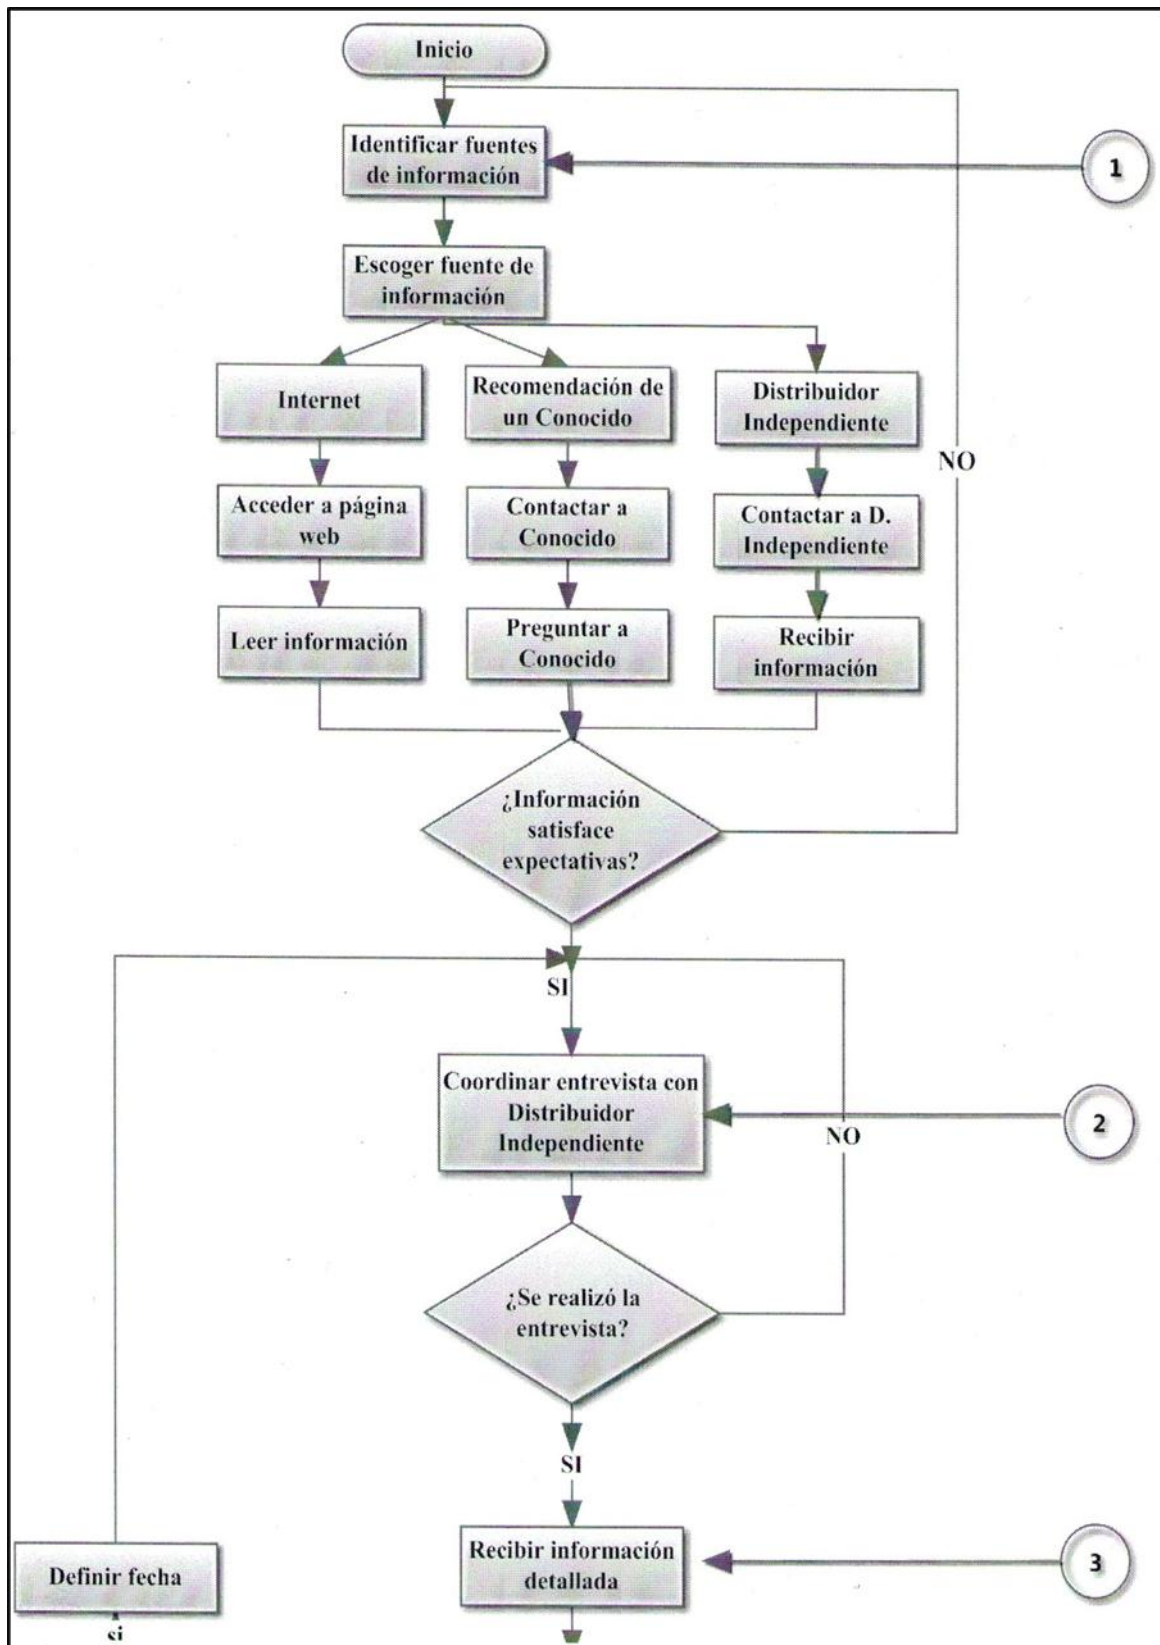 Inicio
Identificar fuentes
de información
1
Escoger fuente de
información
Internet
Recomendación de
un Conocido
Distribuidor
Independiente
NO
Acceder a página
web
Contactar a
Conocido
Contactar a D.
Independiente
Leer información
Preguntar a
Conocido
Recibir
información
¿Información
satisface
expectativas?
SI
Coordinar entrevista con
Distribuidor
Independiente
2
NO
¿Se realizó la
entrevista?
SI
Recibir información
detallada
3
Definir fecha
si